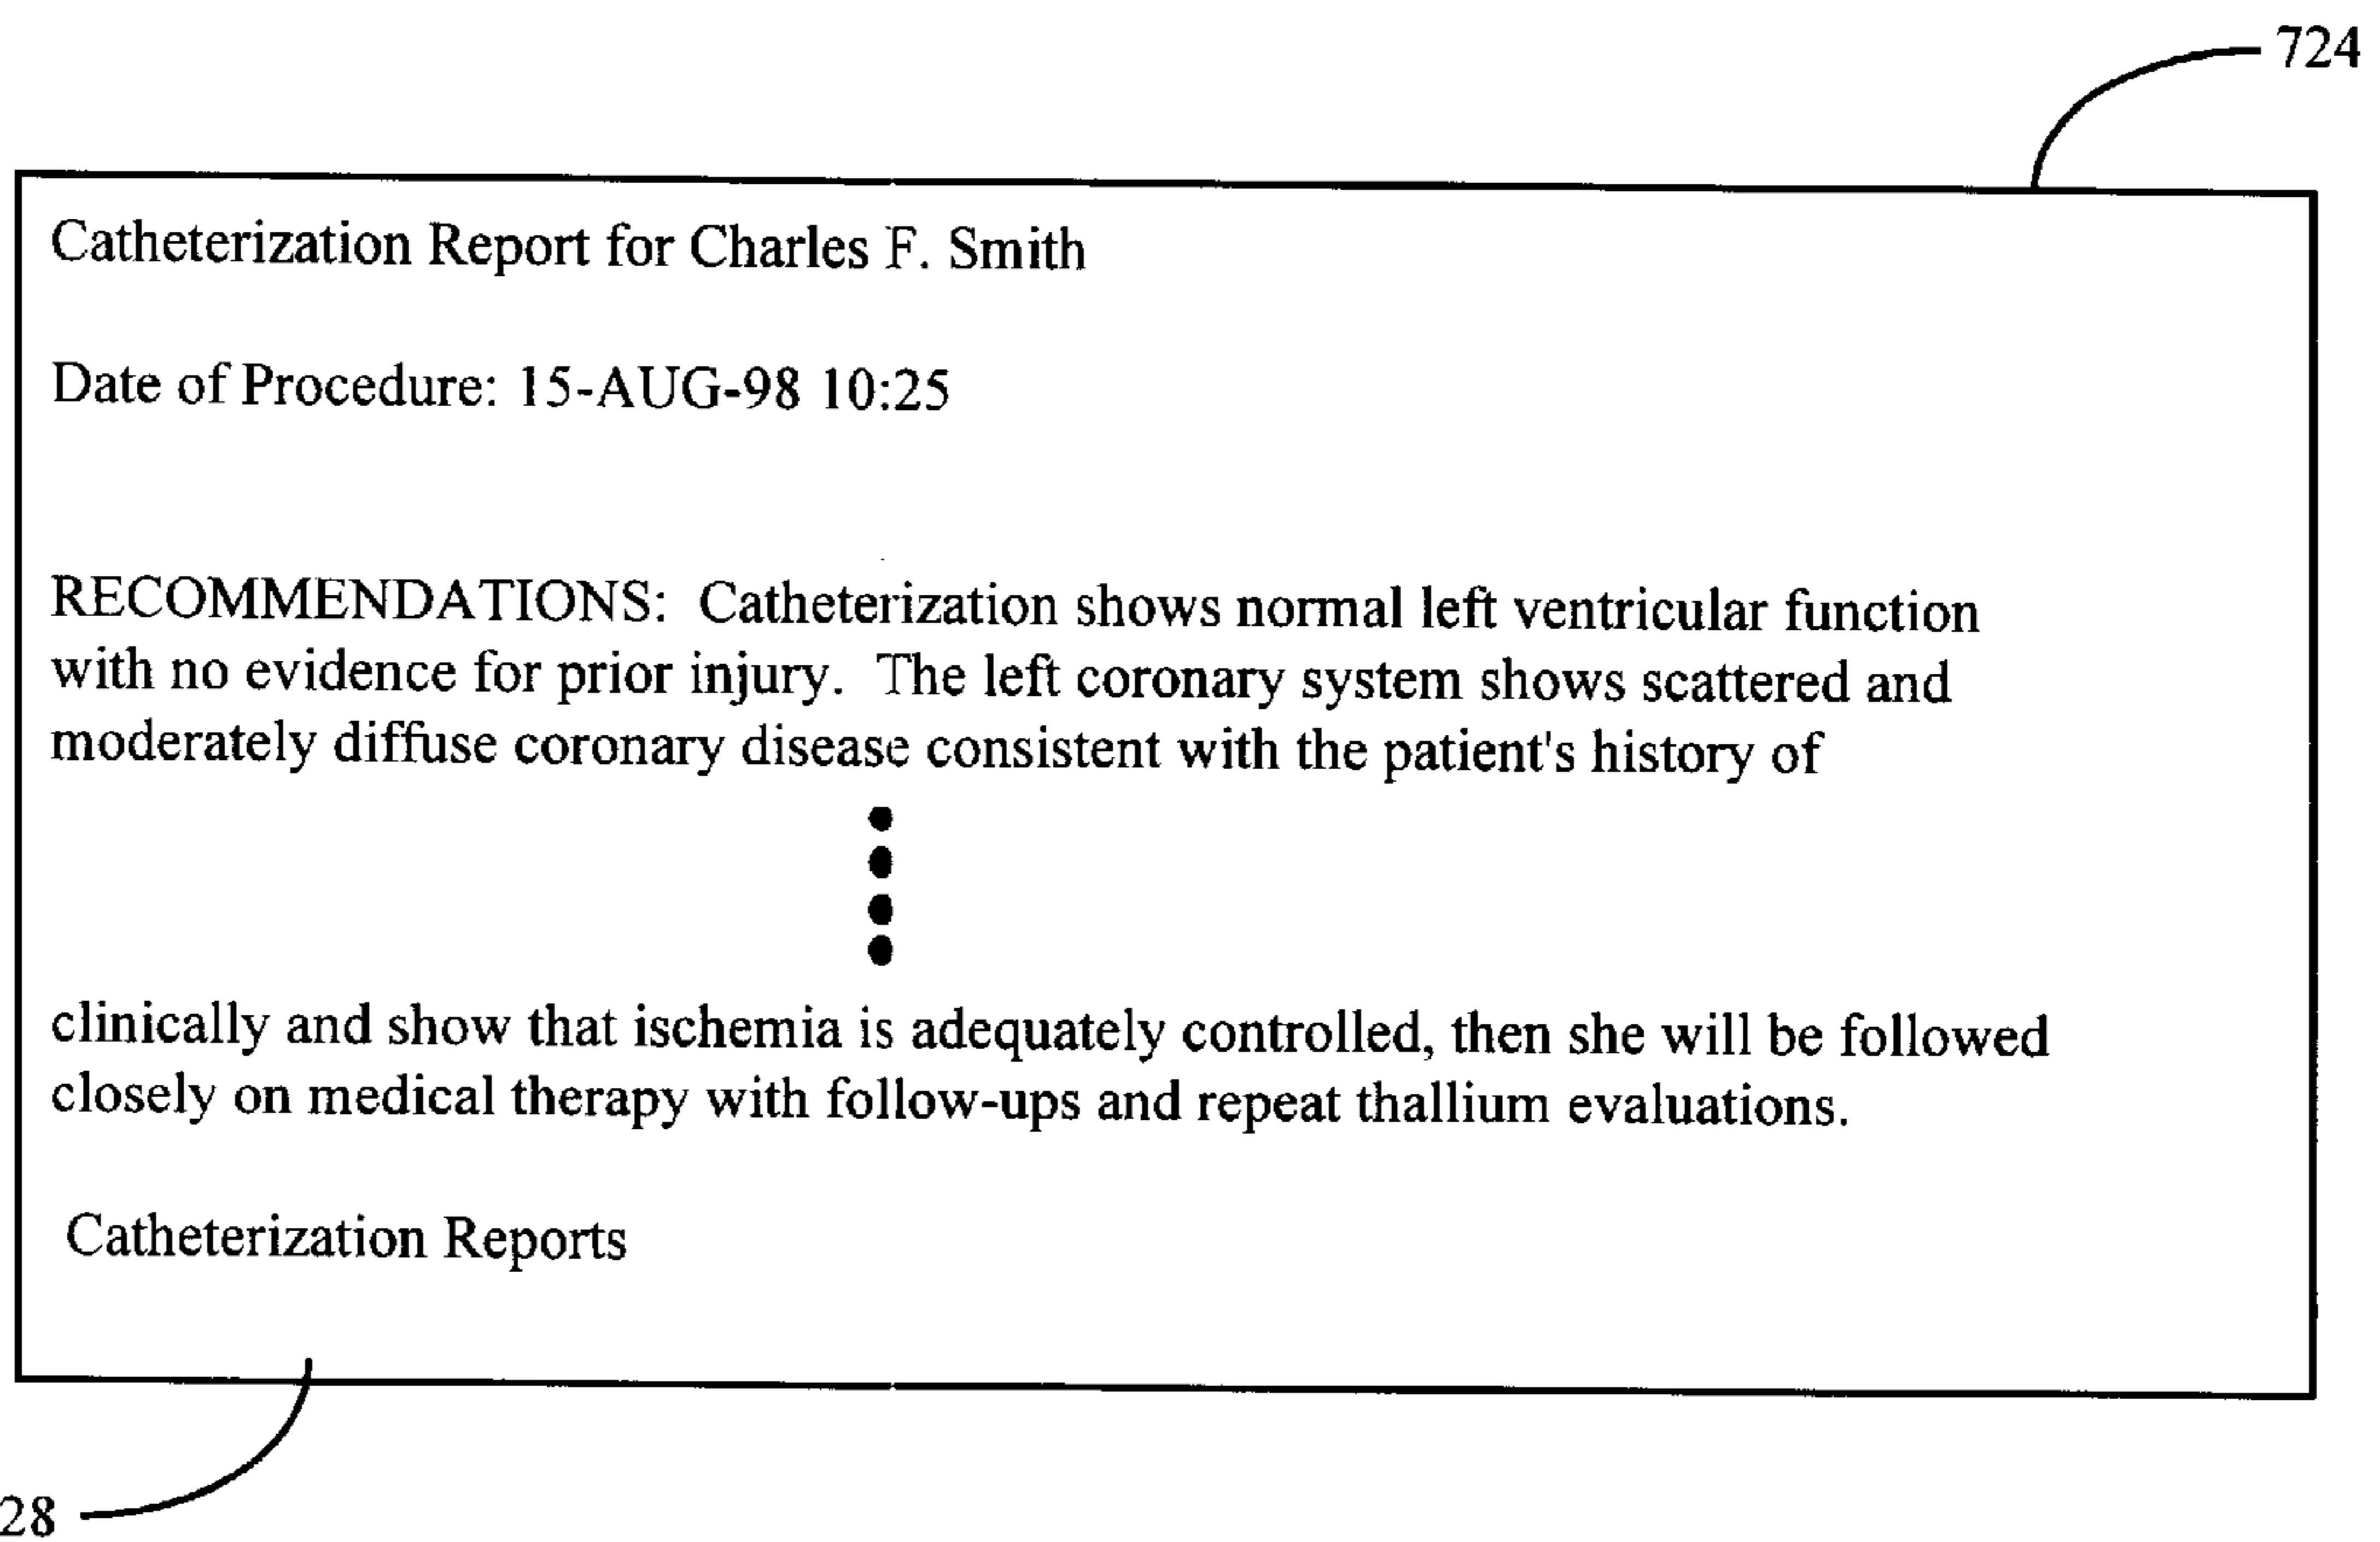 724
Catheterization Report for Charles F. Smith
Date of Procedure: 15-AUG-98 10:25
RECOMMENDATIONS: Catheterization shows normal left ventricular function
with no evidence for prior injury. The left coronary system shows scattered and
moderately diffuse coronary disease consistent with the patient's history of
clinically and show that ischemia is adequately controlled, then she will be followed
closely on medical therapy with follow-ups and repeat thallium evaluations.
Catheterization Reports
28